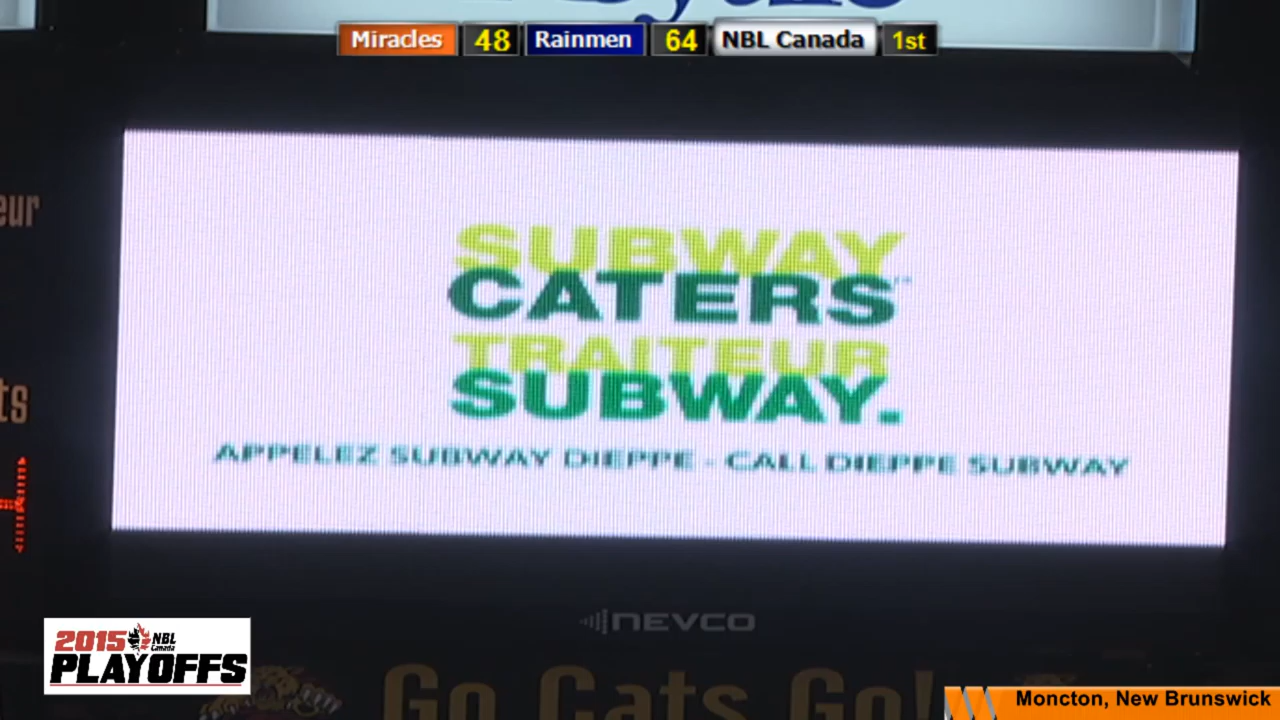 Miracles 48 Rainmen 64 NBL Canada 1st
SUBWAY
CATERS
TRAITEUR
SUBWAY.
APPELEZ SUBWAY DIEPPE - CALL DIEPPE SUBWAY
NEVCO
2015 NBL Canada
PLAYOFFS
Go Cats Go!
Moncton, New Brunswick